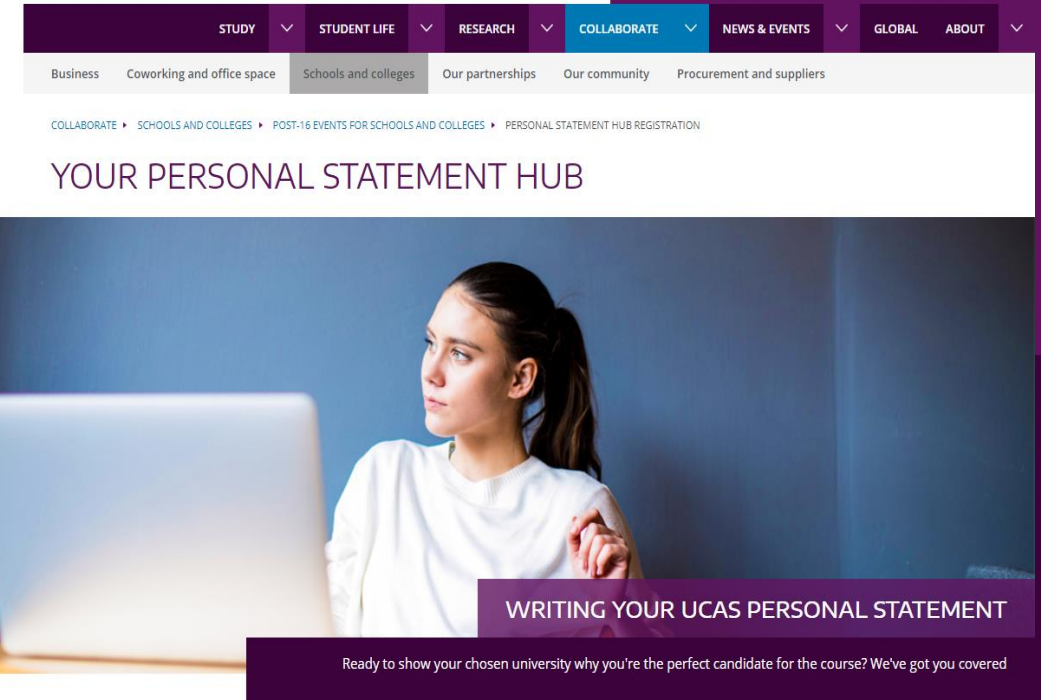 STUDY STUDENT LIFE RESEARCH COLLABORATE NEWS & EVENTS GLOBAL ABOUT
Business Coworking and office space Schools and colleges Our partnerships Our community Procurement and suppliers
COLLABORATE SCHOOLS AND COLLEGES POST-16 EVENTS FOR SCHOOLS AND COLLEGES PERSONAL STATEMENT HUB REGISTRATION
YOUR PERSONAL STATEMENT HUB
WRITING YOUR UCAS PERSONAL STATEMENT
Ready to show your chosen university why you're the perfect candidate for the course? We've got you covered